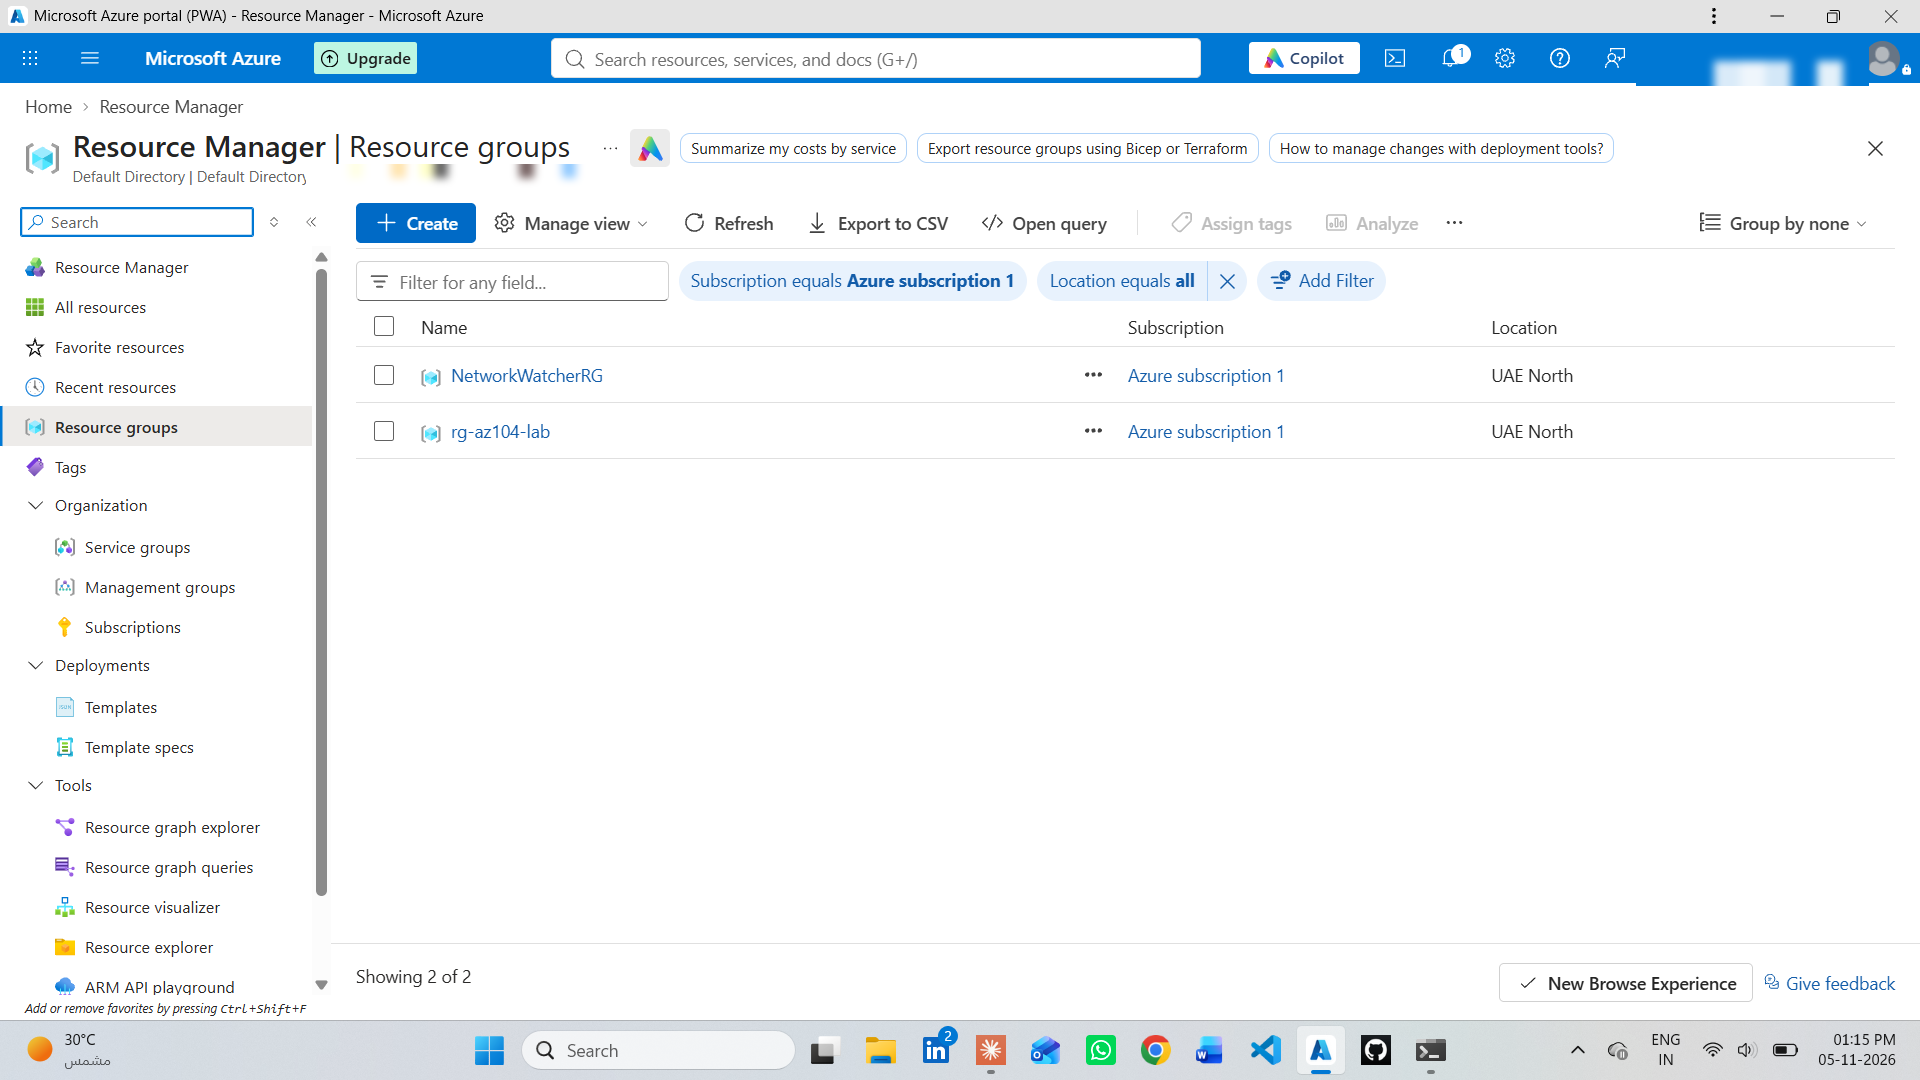 Microsoft Azure portal (PWA) - Resource Manager - Microsoft Azure
Microsoft Azure
Upgrade
Search resources, services, and docs (G+/)
Copilot
1
Home > Resource Manager
Resource Manager | Resource groups
...
Summarize my costs by service
Export resource groups using Bicep or Terraform
How to manage changes with deployment tools?
Default Directory | Default Directory
Search
Resource Manager
All resources
Favorite resources
Recent resources
Resource groups
Tags
Organization
Service groups
Management groups
Subscriptions
Deployments
Templates
Template specs
Tools
Resource graph explorer
Resource graph queries
Resource visualizer
Resource explorer
ARM API playground
Add or remove favorites by pressing Ctrl+Shift+F
Create
Manage view
Refresh
Export to CSV
Open query
Assign tags
Analyze
...
Group by none
Filter for any field...
Subscription equals Azure subscription 1
Location equals all
Add Filter
Name Subscription Location
NetworkWatcherRG ... Azure subscription 1 UAE North
rg-az104-lab ... Azure subscription 1 UAE North
Showing 2 of 2
New Browse Experience
Give feedback
30°C
مشمس
Search
2
ENG
IN
01:15 PM
05-11-2026